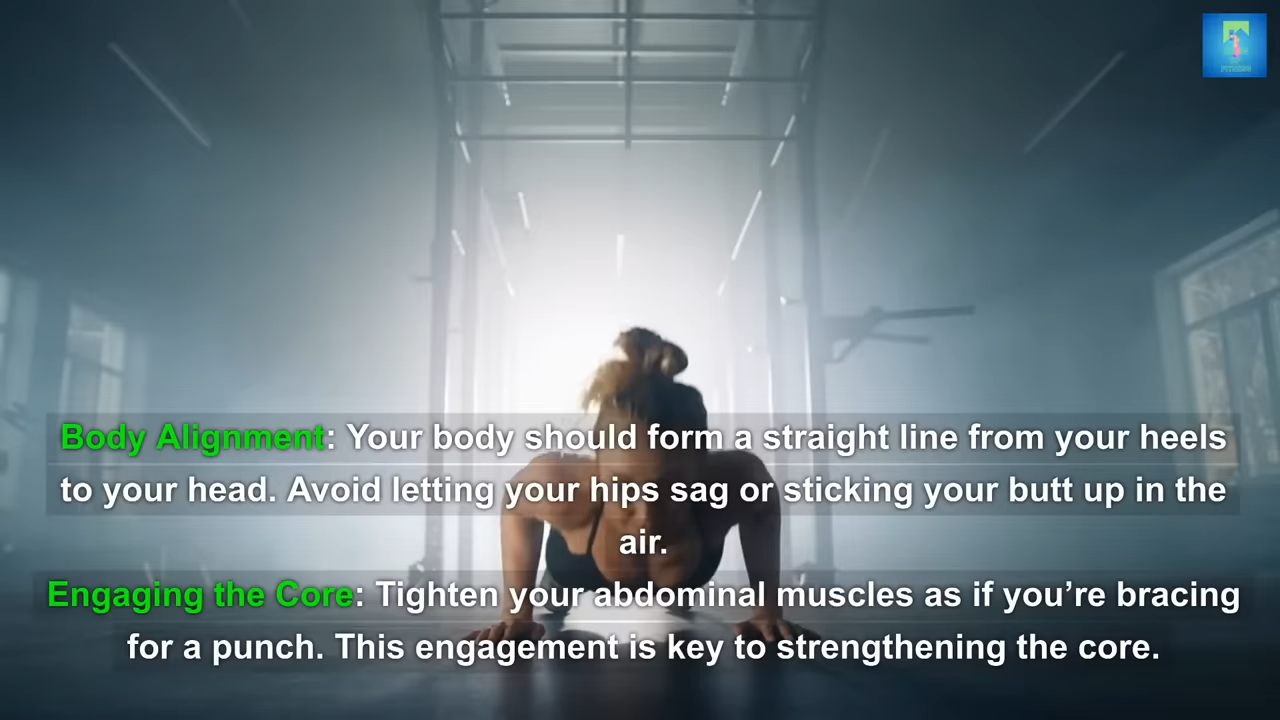 Body Alignment: Your body should form a straight line from your heels
to your head. Avoid letting your hips sag or sticking your butt up in the
air.
Engaging the Core: Tighten your abdominal muscles as if you’re bracing
for a punch. This engagement is key to strengthening the core.